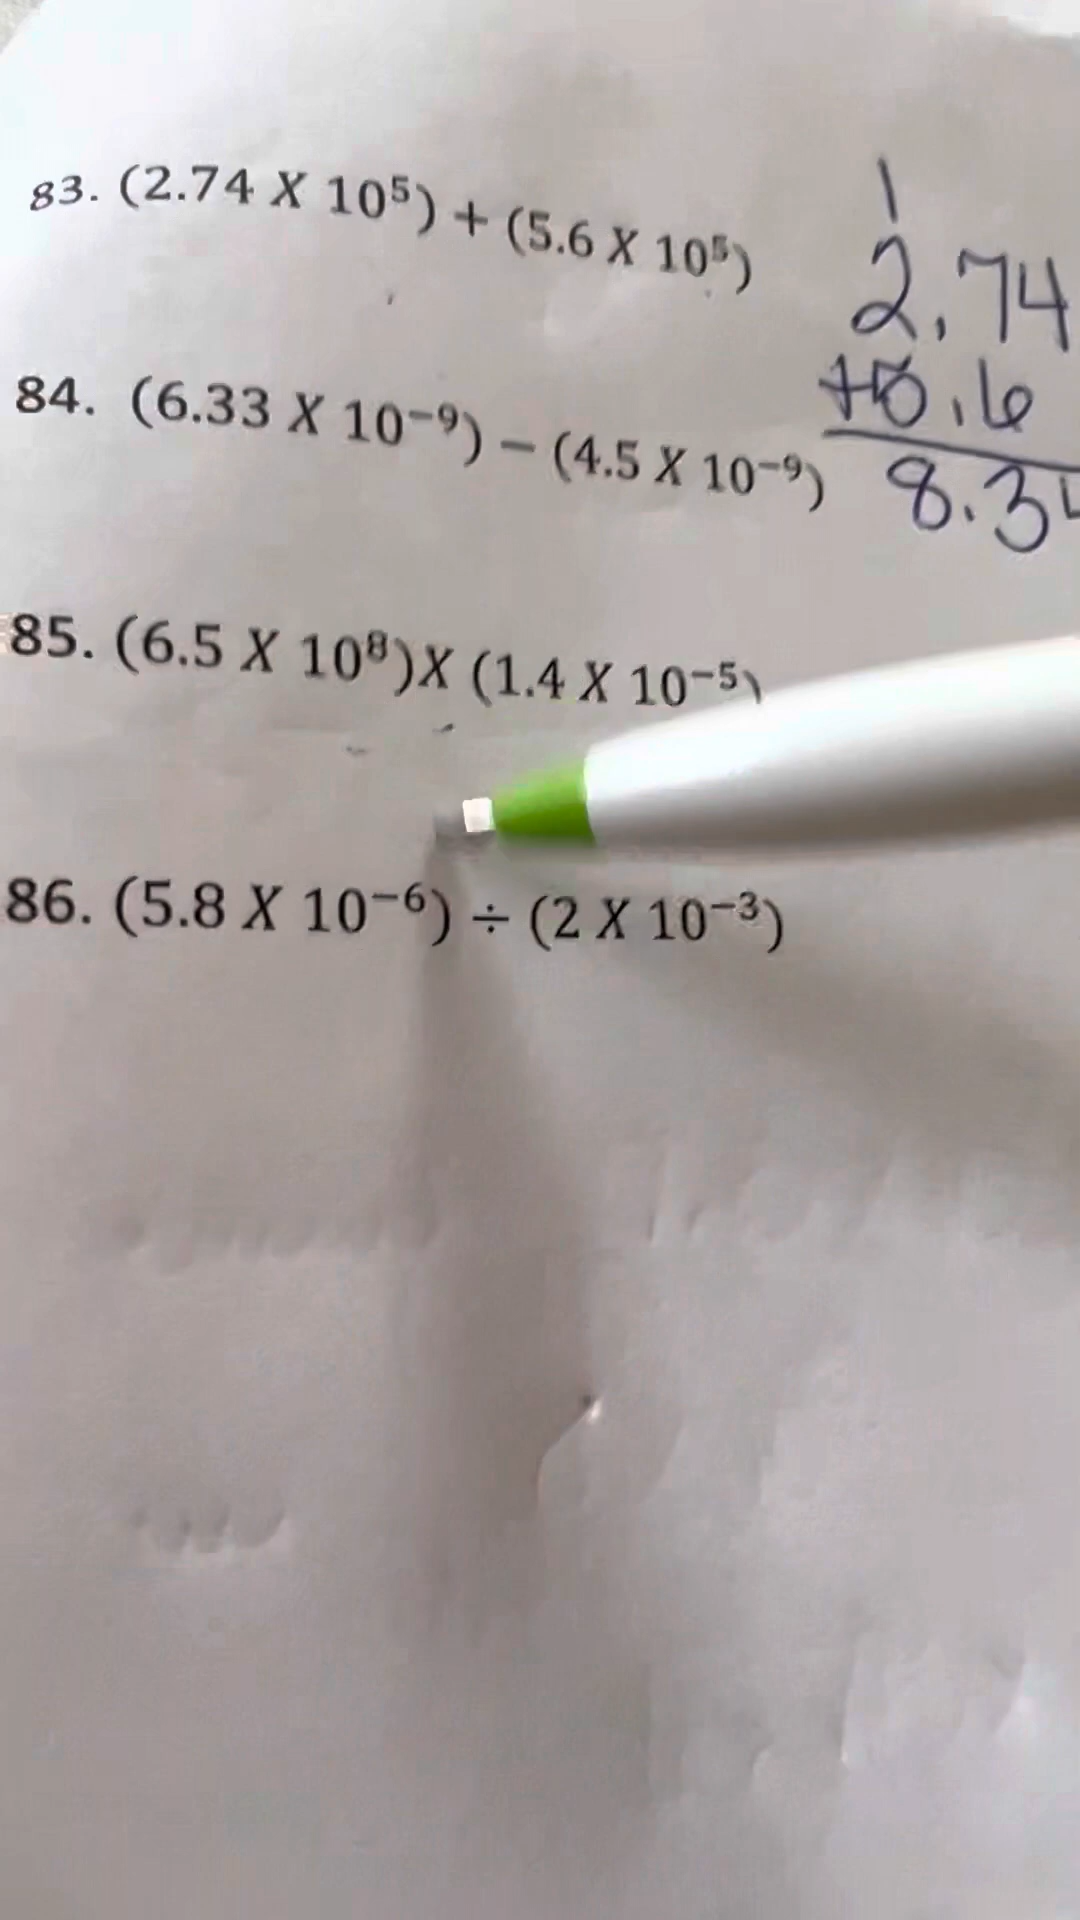 83. (2.74 X 10⁵) + (5.6 X 10⁵)
1
2.74
+5.6
8.34
84. (6.33 X 10⁻⁹) − (4.5 X 10⁻⁹)
85. (6.5 X 10⁸)X (1.4 X 10⁻⁵)
86. (5.8 X 10⁻⁶) ÷ (2 X 10⁻³)